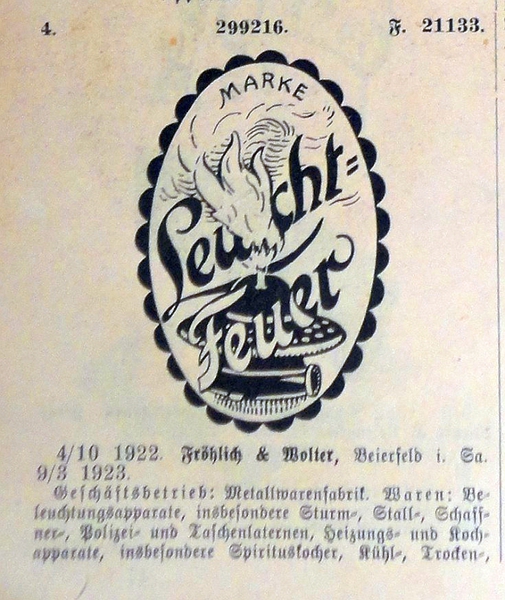 4. 299216. F. 21133.
MARKE
Leucht=
Feuer
4/10 1922. Fröhlich & Wolter, Beierfeld i. Sa.
9/3 1923.
Geschäftsbetrieb: Metallwarenfabrik. Waren: Be-
leuchtungsapparate, insbesondere Sturm-, Stall-, Schaff-
ner-, Polizei- und Taschenlaternen, Heizungs- und Koch-
apparate, insbesondere Spirituskocher, Kühl-, Trocken-,